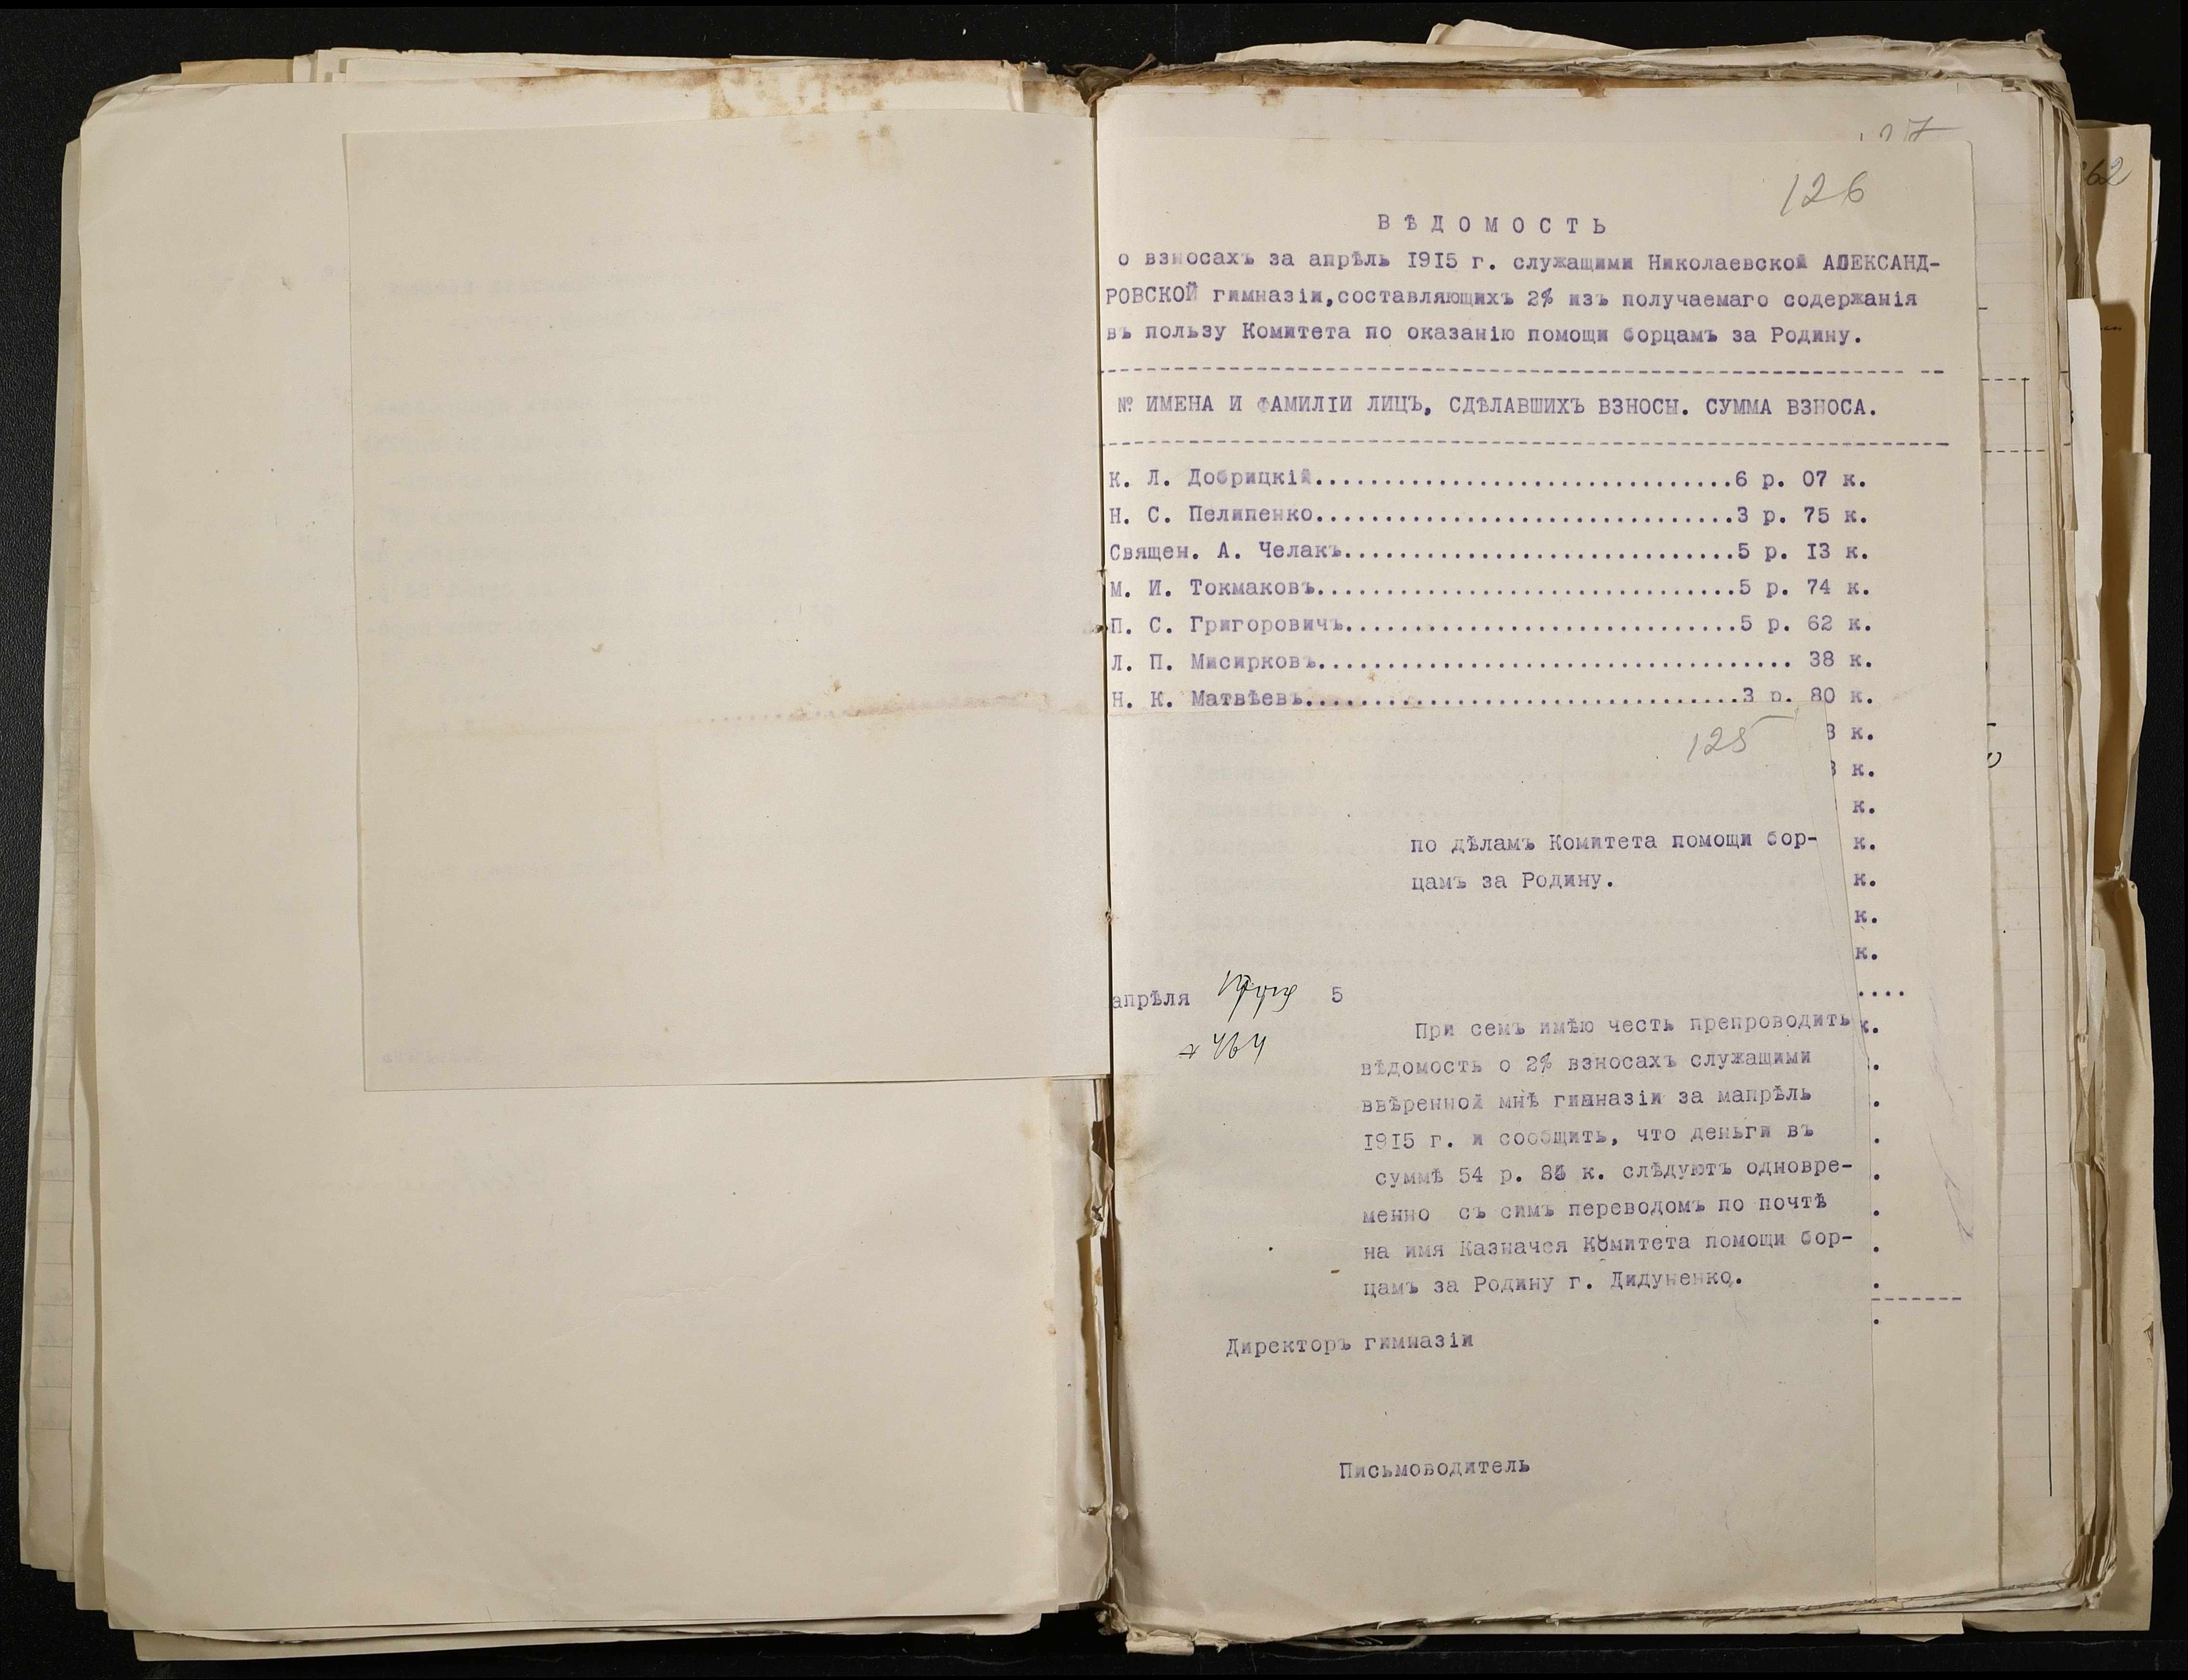 126
ВѢДОМОСТЬ
о взносахъ за апрѣль 1915 г. служащими Николаевской АЛЕКСАНД-
РОВСКОЙ гимназіи,составляющихъ 2% изъ получаемаго содержанія
въ пользу Комитета по оказанію помощи борцамъ за Родину.
№ ИМЕНА И ФАМИЛІИ ЛИЦЪ, СДѢЛАВШИХЪ ВЗНОСЫ. СУММА ВЗНОСА.
К. Л. Добрицкій...............................6 р. 07 к.
Н. С. Пелипенко...............................3 р. 75 к.
Священ. А. Челакъ.............................5 р. 13 к.
М. И. Токмаковъ...............................5 р. 74 к.
П. С. Григоровичъ.............................5 р. 62 к.
Л. П. Мисирковъ................................... 38 к.
Н. К. Матвѣевъ................................3 р. 80 к.
125
по дѣламъ Комитета помощи бор-
цамъ за Родину.
апрѣля 5
464
При семъ имѣю честь препроводить
вѣдомость о 2% взносахъ служащими
ввѣренной мнѣ гимназіи за мапрѣль
1915 г. и сообщить, что деньги въ
суммѣ 54 р. к. слѣдуютъ одновре-
менно съ симъ переводомъ по почтѣ
на имя Казначея Комитета помощи бор-
цамъ за Родину г. Дидуненко.
Директоръ гимназіи
Письмоводитель
к.
к.
к.
к.
к.
к.
к.
62